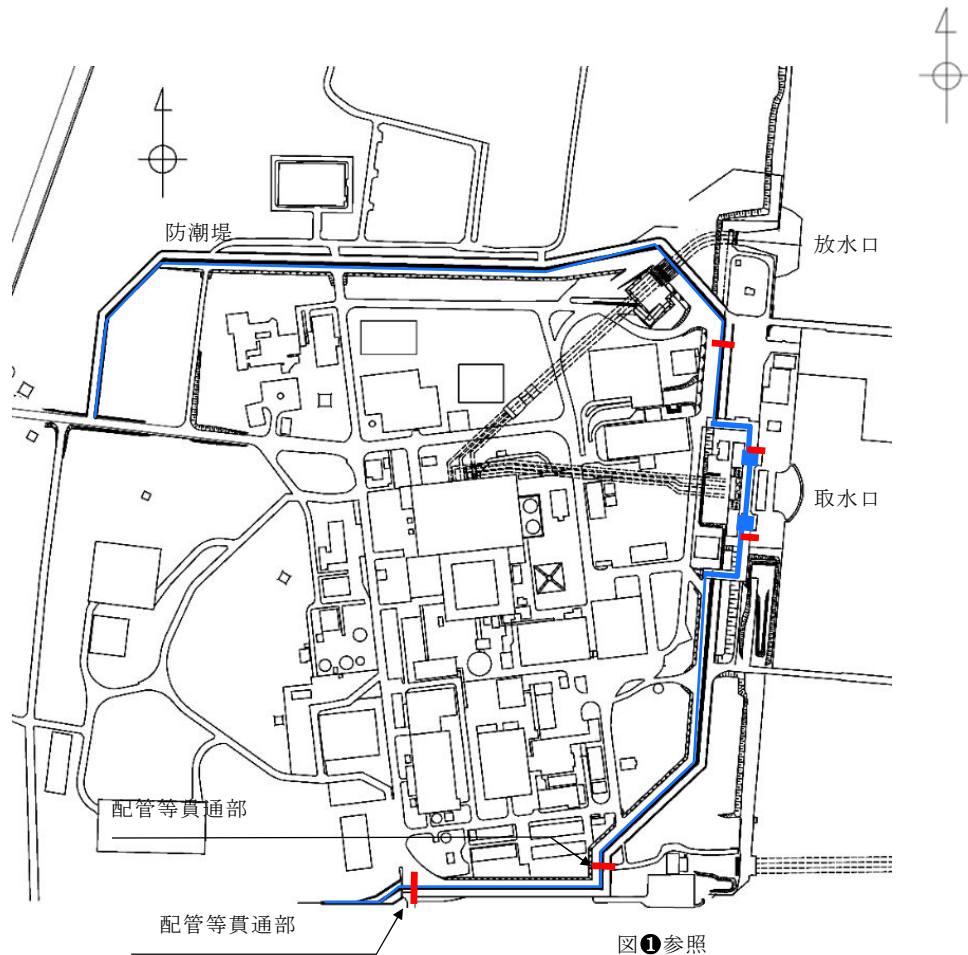 防潮堤
放水口
取水口
配管等貫通部
配管等貫通部
図❶参照